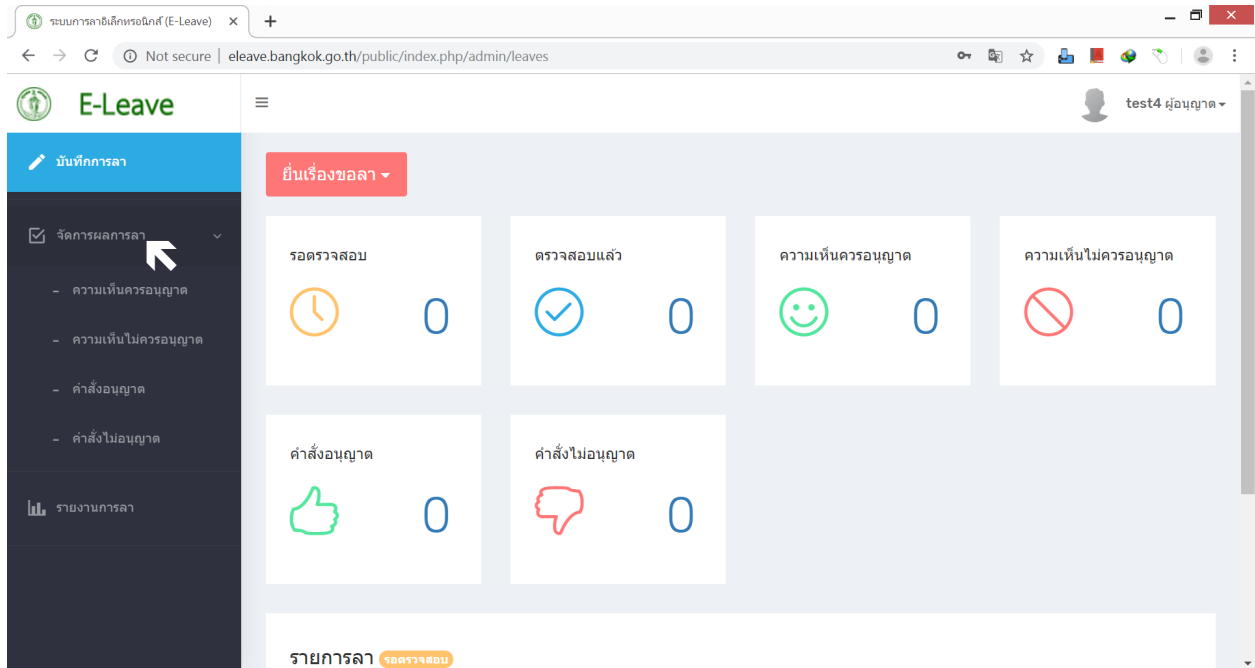 ระบบการลาอิเล็กทรอนิกส์ (E-Leave)
Not secure | eleave.bangkok.go.th/public/index.php/admin/leaves
E-Leave
test4 ผู้อนุญาต
บันทึกการลา
จัดการผลการลา
– ความเห็นควรอนุญาต
– ความเห็นไม่ควรอนุญาต
– คำสั่งอนุญาต
– คำสั่งไม่อนุญาต
รายงานการลา
ยื่นเรื่องขอลา
รอตรวจสอบ
0
ตรวจสอบแล้ว
0
ความเห็นควรอนุญาต
0
ความเห็นไม่ควรอนุญาต
0
คำสั่งอนุญาต
0
คำสั่งไม่อนุญาต
0
รายการลา รอตรวจสอบ